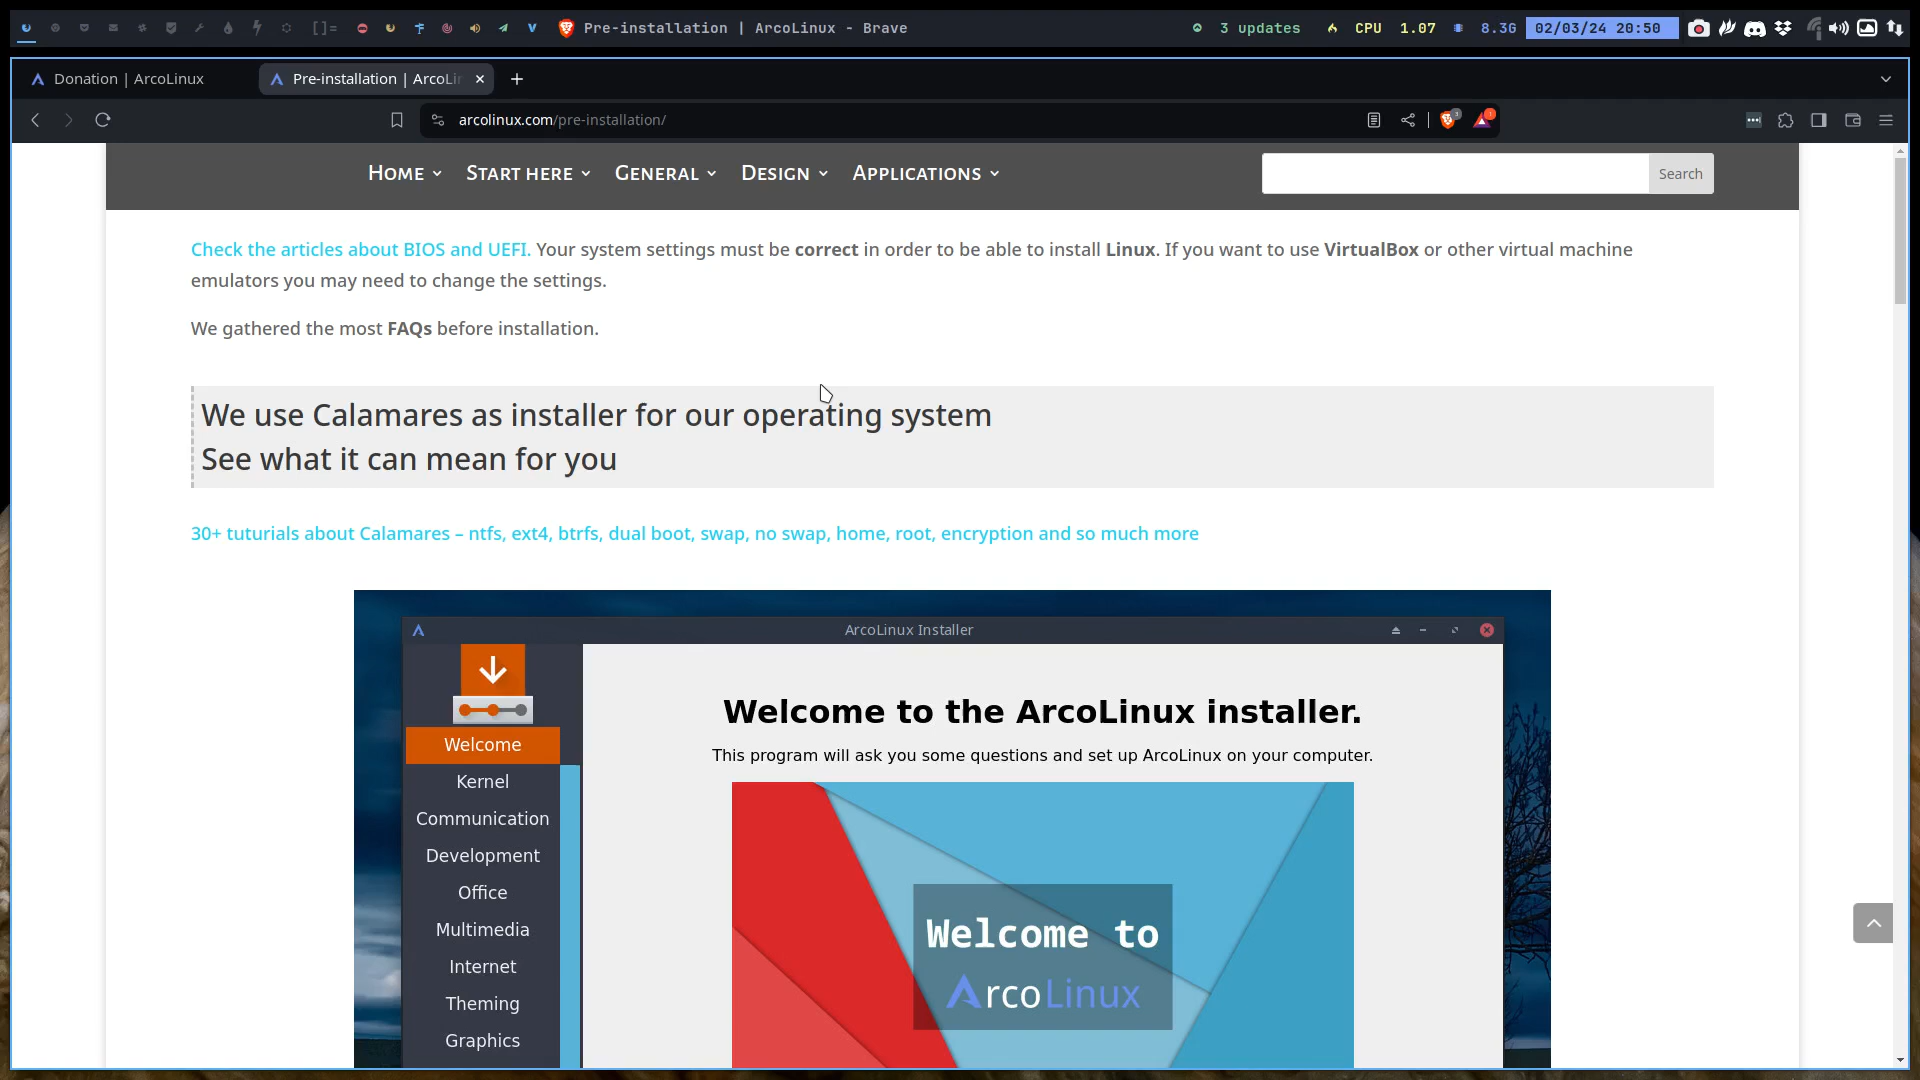 []= Pre-installation | ArcoLinux - Brave 3 updates CPU 1.07 8.3G 02/03/24 20:50
Donation | ArcoLinux Pre-installation | ArcoLi
arcolinux.com/pre-installation/
HOME START HERE GENERAL DESIGN APPLICATIONS Search
Check the articles about BIOS and UEFI. Your system settings must be correct in order to be able to install Linux. If you want to use VirtualBox or other virtual machine
emulators you may need to change the settings.
We gathered the most FAQs before installation.
We use Calamares as installer for our operating system
See what it can mean for you
30+ tuturials about Calamares – ntfs, ext4, btrfs, dual boot, swap, no swap, home, root, encryption and so much more
ArcoLinux Installer
Welcome to the ArcoLinux installer.
This program will ask you some questions and set up ArcoLinux on your computer.
Welcome
Kernel
Communication
Development
Office
Multimedia
Internet
Theming
Graphics
Welcome to
ArcoLinux